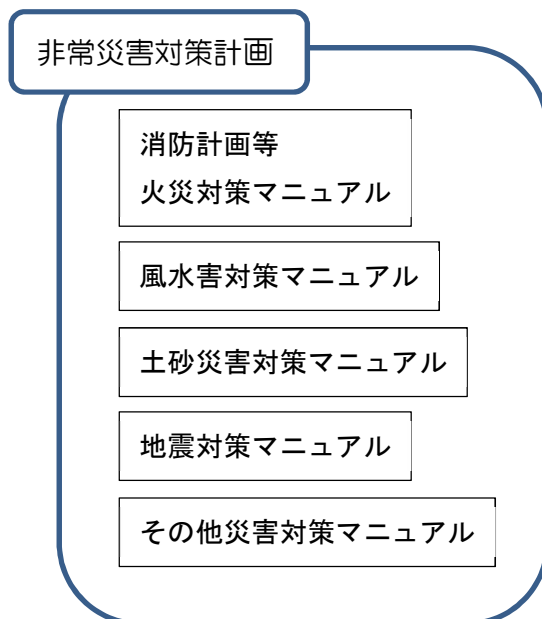 非常災害対策計画
消防計画等
火災対策マニュアル
風水害対策マニュアル
土砂災害対策マニュアル
地震対策マニュアル
その他災害対策マニュアル